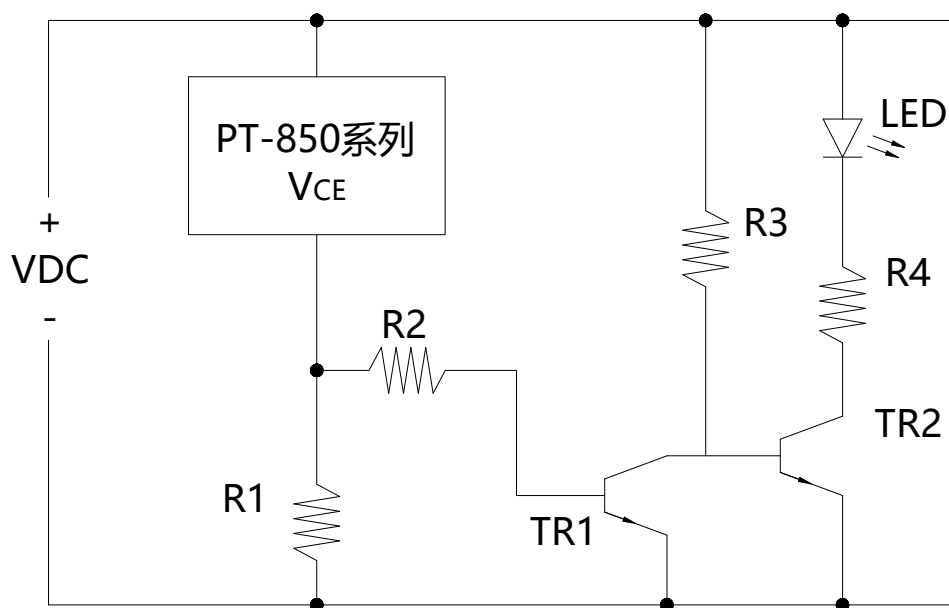 PT-850系列
VCE
LED
R3
+
VDC
-
R4
R2
TR2
R1
TR1